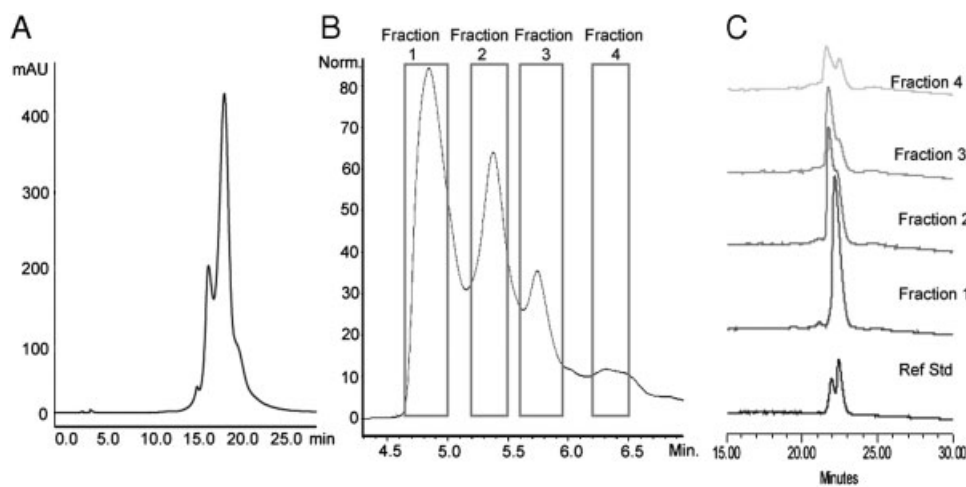 A
mAU
400
300
200
100
0
0.0 5.0 10.0 15.0 20.0 25.0 min
B
Fraction Fraction Fraction Fraction
1 2 3 4
Norm.
80
70
60
50
40
30
20
10
0
4.5 5.0 5.5 6.0 6.5 Min.
C
Fraction 4
Fraction 3
Fraction 2
Fraction 1
Ref Std
15.00 20.00 25.00 30.00
Minutes